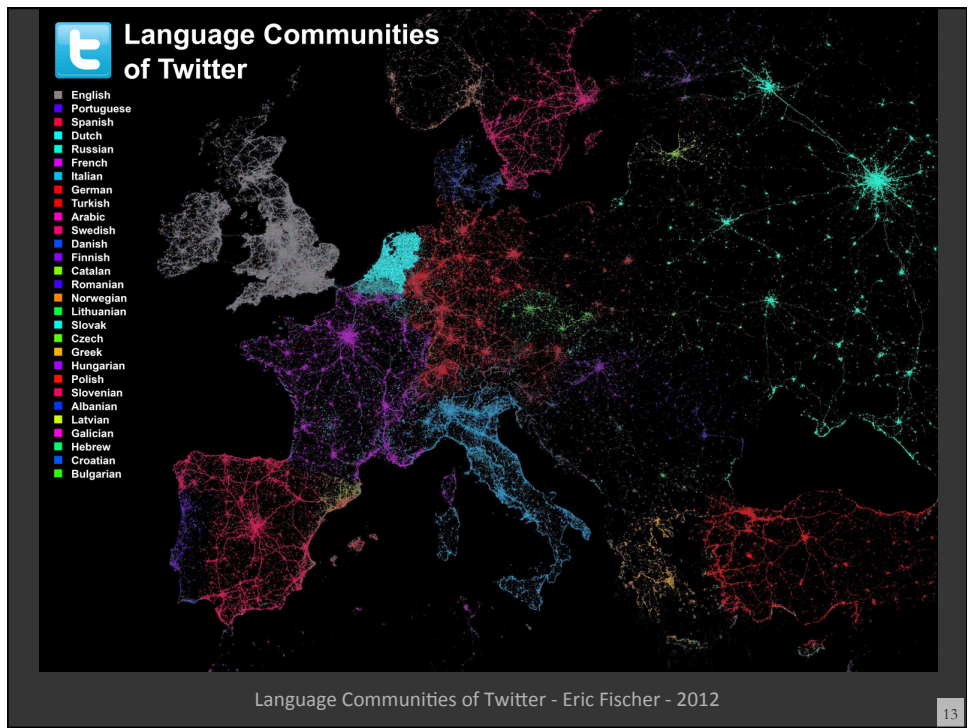 Language Communities
of Twitter
English
Portuguese
Spanish
Dutch
Russian
French
Italian
German
Turkish
Arabic
Swedish
Danish
Finnish
Catalan
Romanian
Norwegian
Lithuanian
Slovak
Czech
Greek
Hungarian
Polish
Slovenian
Albanian
Latvian
Galician
Hebrew
Croatian
Bulgarian
Language Communities of Twitter - Eric Fischer - 2012
13